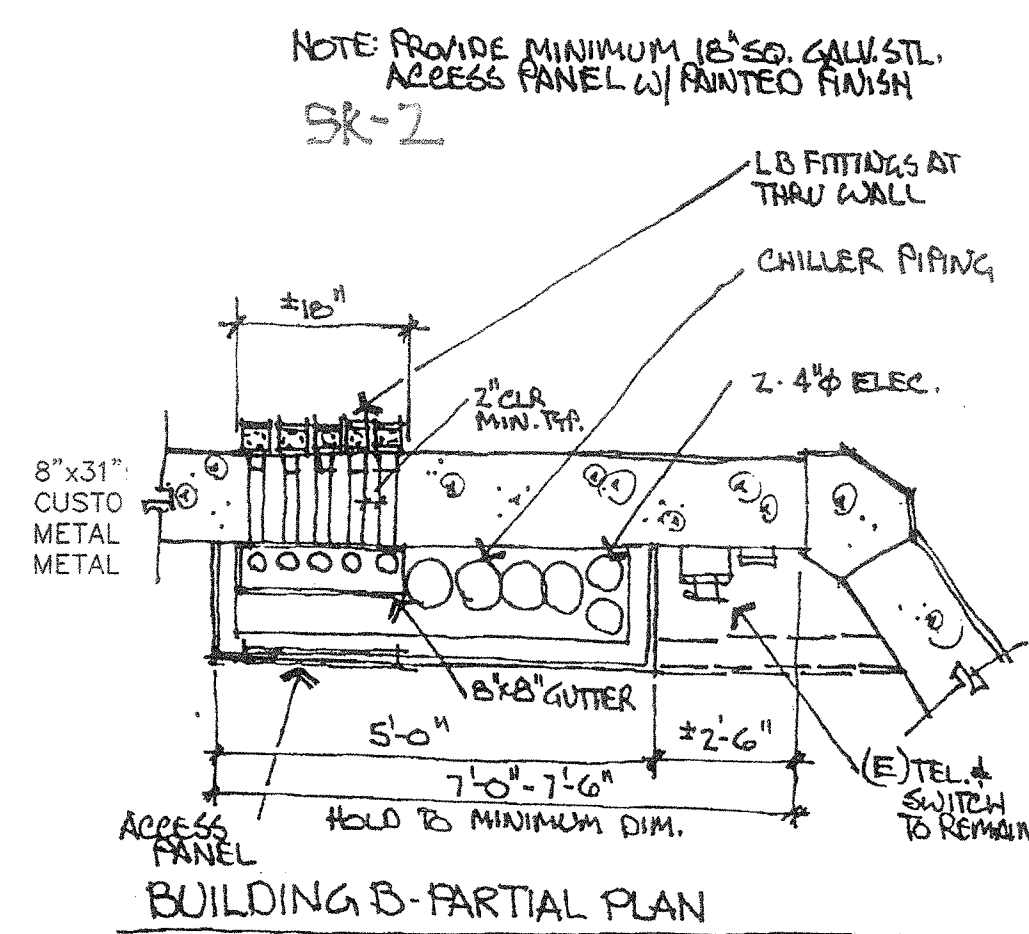 NOTE: PROVIDE MINIMUM 18" SQ. GALV. STL.
ACCESS PANEL W/ PAINTED FINISH
SK-2
LB FITTINGS AT
THRU WALL
CHILLER PIPING
±18"
2" CLR
MIN. TYP.
2-4"φ ELEC.
8"x31"
CUSTO
METAL
METAL
8"x8" GUTTER
5'-0"
±2'-6"
7'-0"-7'-6"
HOLD TO MINIMUM DIM.
(E) TEL. &
SWITCH
TO REMAIN
ACCESS
PANEL
BUILDING B-PARTIAL PLAN